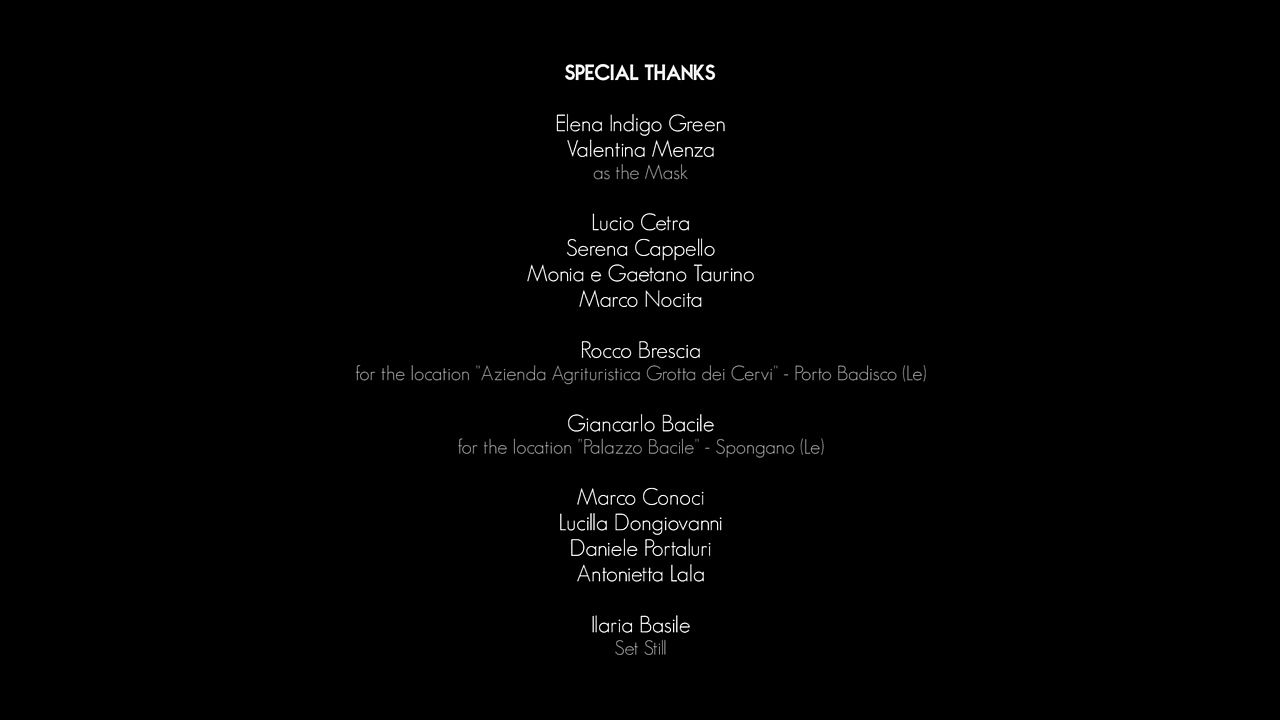 SPECIAL THANKS
Elena Indigo Green
Valentina Menza
as the Mask
Lucio Cetra
Serena Cappello
Monia e Gaetano Taurino
Marco Nocita
Rocco Brescia
for the location "Azienda Agrituristica Grotta dei Cervi" - Porto Badisco (Le)
Giancarlo Bacile
for the location "Palazzo Bacile" - Spongano (Le)
Marco Conoci
Lucilla Dongiovanni
Daniele Portaluri
Antonietta Lala
Ilaria Basile
Set Still